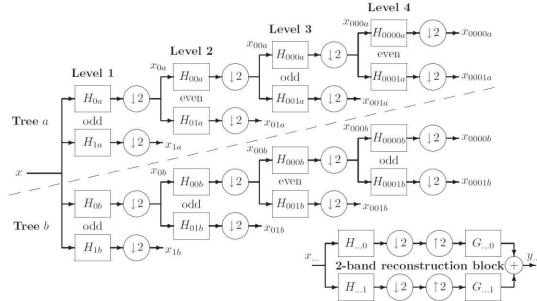 Level 1
Level 2
Level 3
Level 4
Tree a
x
H0a
↓2
odd
H1a
↓2
x1a
x0a
H00a
↓2
even
H01a
↓2
x01a
x00a
H000a
↓2
odd
H001a
↓2
x001a
x000a
H0000a
↓2
x0000a
even
H0001a
↓2
x0001a
Tree b
H0b
↓2
odd
H1b
↓2
x1b
x0b
H00b
↓2
odd
H01b
↓2
x01b
x00b
H000b
↓2
even
H001b
↓2
x001b
x000b
H0000b
↓2
x0000b
odd
H0001b
↓2
x0001b
x...
H...0
↓2
↑2
G...0
2-band reconstruction block
+
y...
H...1
↓2
↑2
G...1